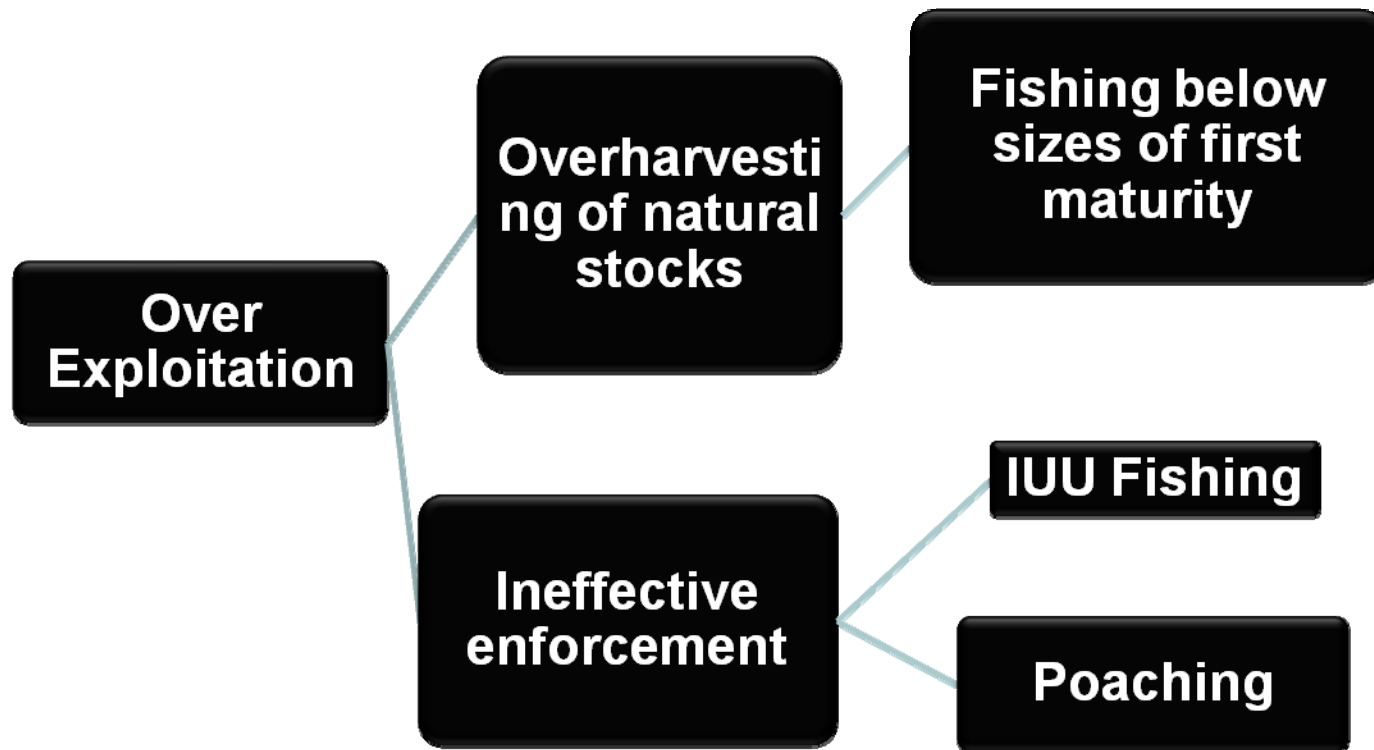 Over
Exploitation
Overharvesti
ng of natural
stocks
Fishing below
sizes of first
maturity
Ineffective
enforcement
IUU Fishing
Poaching